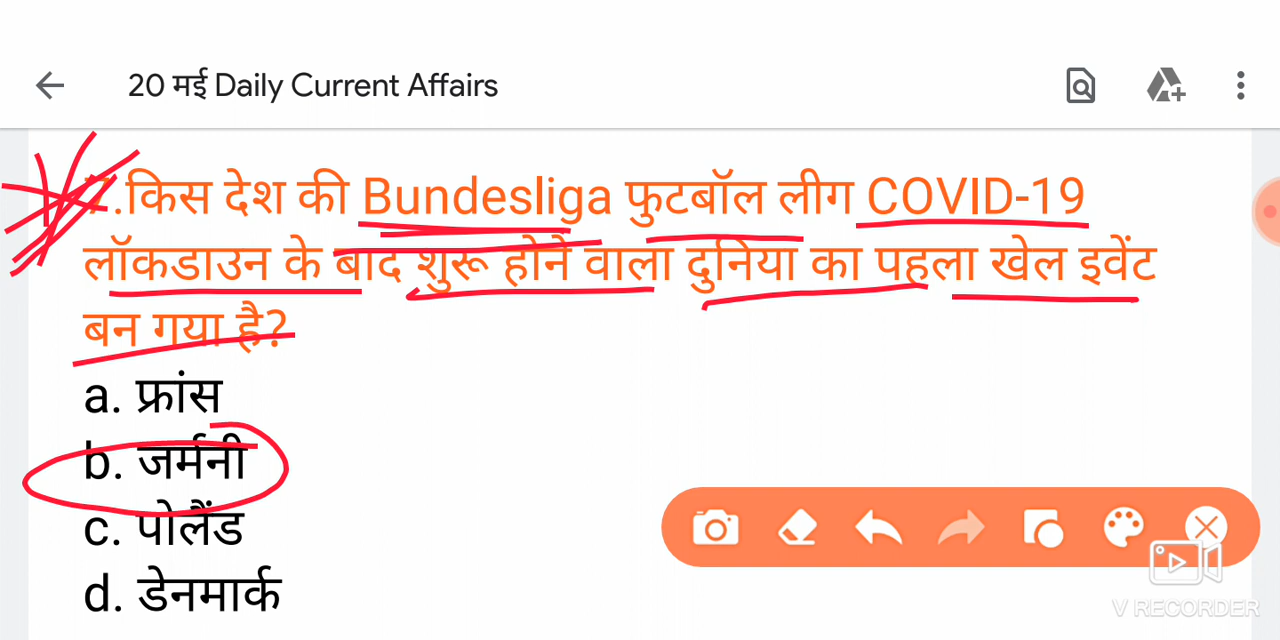 20 मई Daily Current Affairs
7.किस देश की Bundesliga फुटबॉल लीग COVID-19
लॉकडाउन के बाद शुरू होने वाला दुनिया का पहला खेल इवेंट
बन गया है?
a. फ्रांस
b. जर्मनी
c. पोलैंड
d. डेनमार्क
V RECORDER